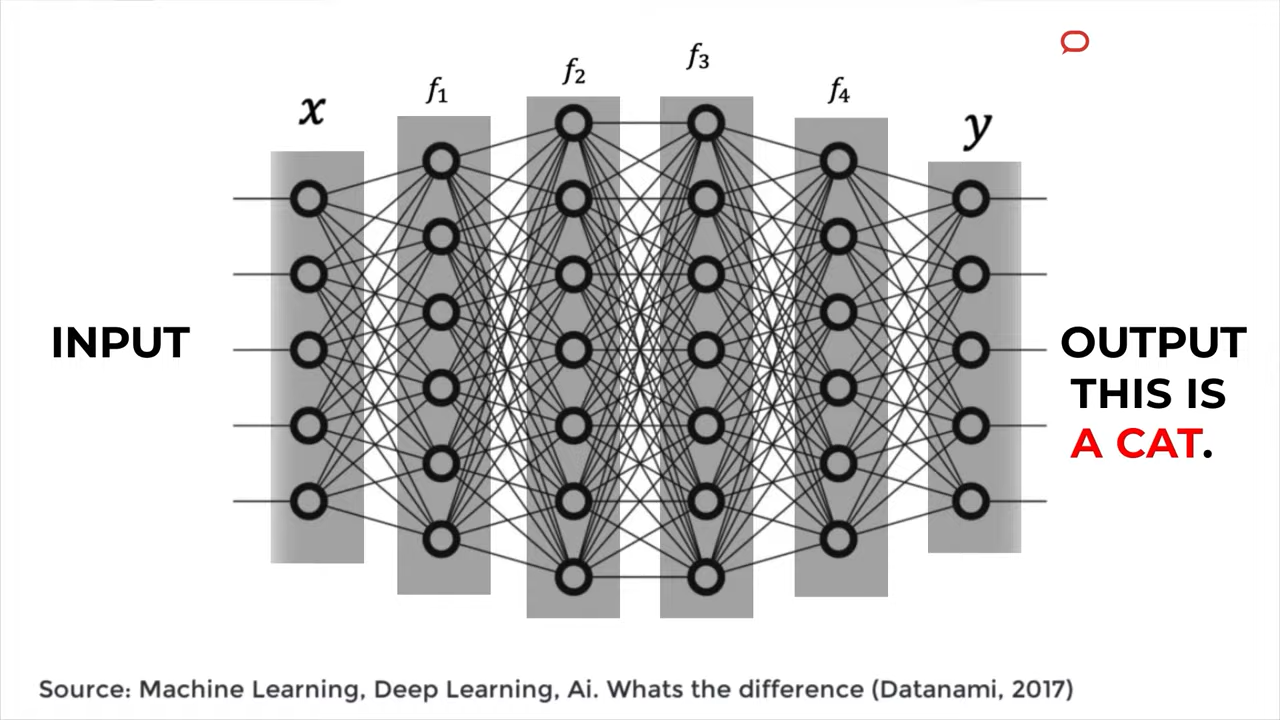 x
f1
f2
f3
f4
y
INPUT
OUTPUT
THIS IS
A CAT.
Source: Machine Learning, Deep Learning, Ai. Whats the difference (Datanami, 2017)